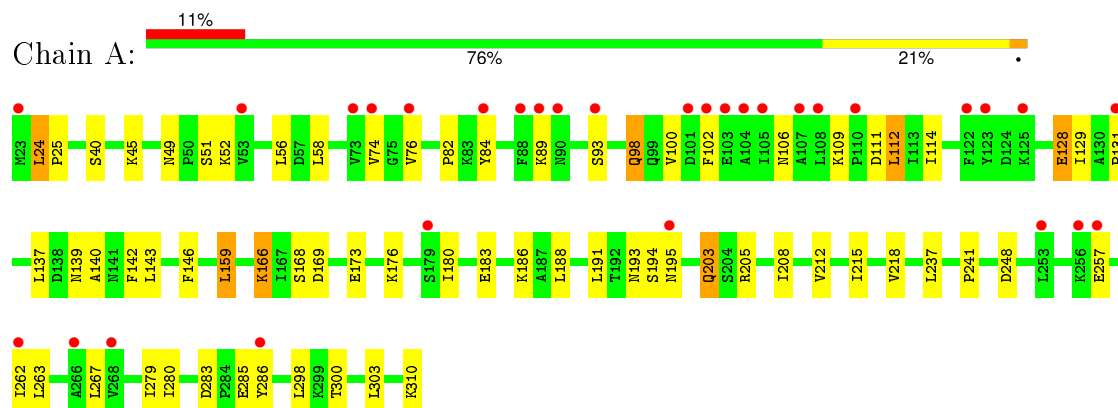 11%
Chain A:
76% 21% •
M23 L24 P25 S40 K45 N49 P50 S51 K52 V53 L56 D57 L58 V73 V74 G75 V76 P82 K83 Y84 F88 K89 N90 S93 Q98 Q99 V100 D101 F102 E103 A104 I105 N106 A107 L108 K109 P110 D111 L112 I113 I114 F122 Y123 D124 K125 E128 I129 A130
L137 D138 N139 A140 N141 F142 L143 F146 L159 K166 I167 S168 D169 E173 K176 S179 I180 E183 K186 A187 L188 L191 T192 N193 S194 N195 Q203 S204 R205 I208 V212 I215 V218 L237 P241 D248 L253 K256 E257
I262 L263 A266 L267 V268 I279 I280 D283 P284 E285 Y286 L298 K299 T300 L303 K310